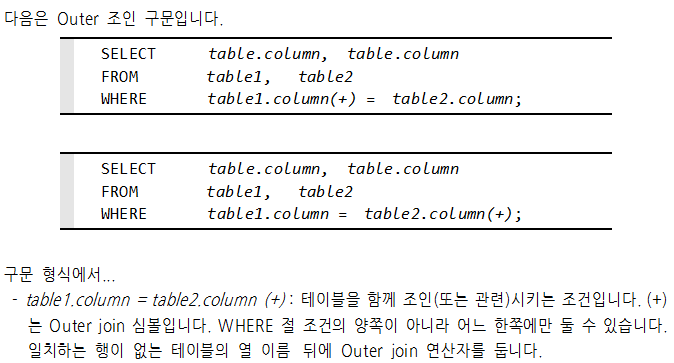 다음은 Outer 조인 구문입니다.
SELECT table.column, table.column
FROM table1, table2
WHERE table1.column(+) = table2.column;
SELECT table.column, table.column
FROM table1, table2
WHERE table1.column = table2.column(+);
구문 형식에서...
- table1.column = table2.column (+) : 테이블을 함께 조인(또는 관련)시키는 조건입니다. (+)
는 Outer join 심볼입니다. WHERE 절 조건의 양쪽이 아니라 어느 한쪽에만 둘 수 있습니다.
일치하는 행이 없는 테이블의 열 이름 뒤에 Outer join 연산자를 둡니다.